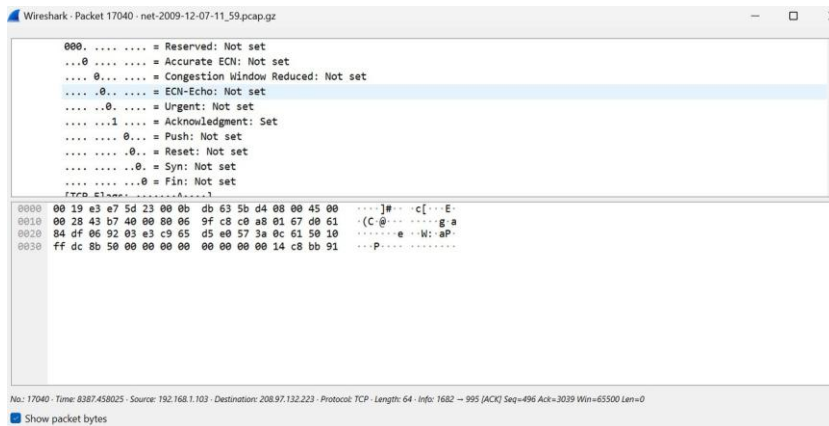 Wireshark · Packet 17040 · net-2009-12-07-11_59.pcap.gz
000. .... .... = Reserved: Not set
...0 .... .... = Accurate ECN: Not set
.... 0... .... = Congestion Window Reduced: Not set
.... .0.. .... = ECN-Echo: Not set
.... ..0. .... = Urgent: Not set
.... ...1 .... = Acknowledgment: Set
.... .... 0... = Push: Not set
.... .... .0.. = Reset: Not set
.... .... ..0. = Syn: Not set
.... .... ...0 = Fin: Not set
[TCP Flags: ·······A····]
0000 00 19 e3 e7 5d 23 00 0b db 63 5b d4 08 00 45 00 ····]#·· ·c[···E·
0010 00 28 43 b7 40 00 80 06 9f c8 c0 a8 01 67 d0 61 ·(C·@··· ·····g·a
0020 84 df 06 92 03 e3 c9 65 d5 e0 57 3a 0c 61 50 10 ·······e ··W:·aP·
0030 ff dc 8b 50 00 00 00 00 00 00 00 00 14 c8 bb 91 ···P···· ········
No.: 17040 · Time: 8387.458025 · Source: 192.168.1.103 · Destination: 208.97.132.223 · Protocol: TCP · Length: 64 · Info: 1682 → 995 [ACK] Seq=496 Ack=3039 Win=65500 Len=0
Show packet bytes